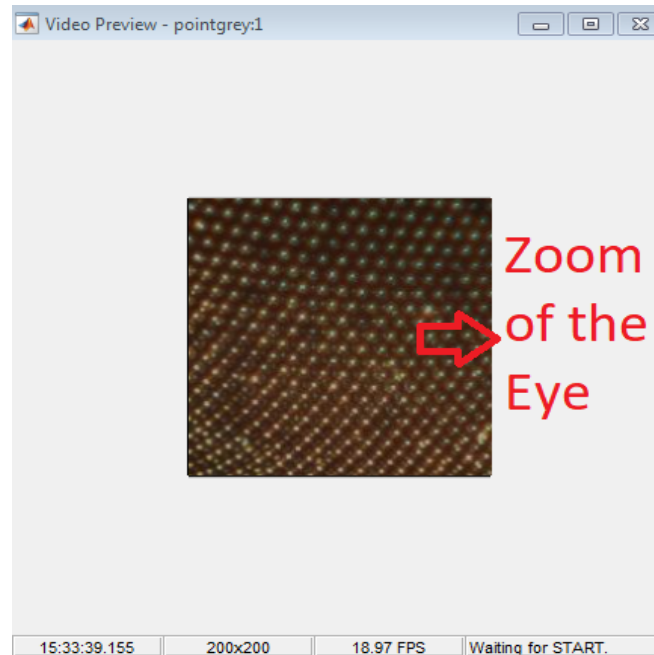 Video Preview - pointgrey:1
Zoom
of the
Eye
15:33:39.155 200x200 18.97 FPS Waiting for START.